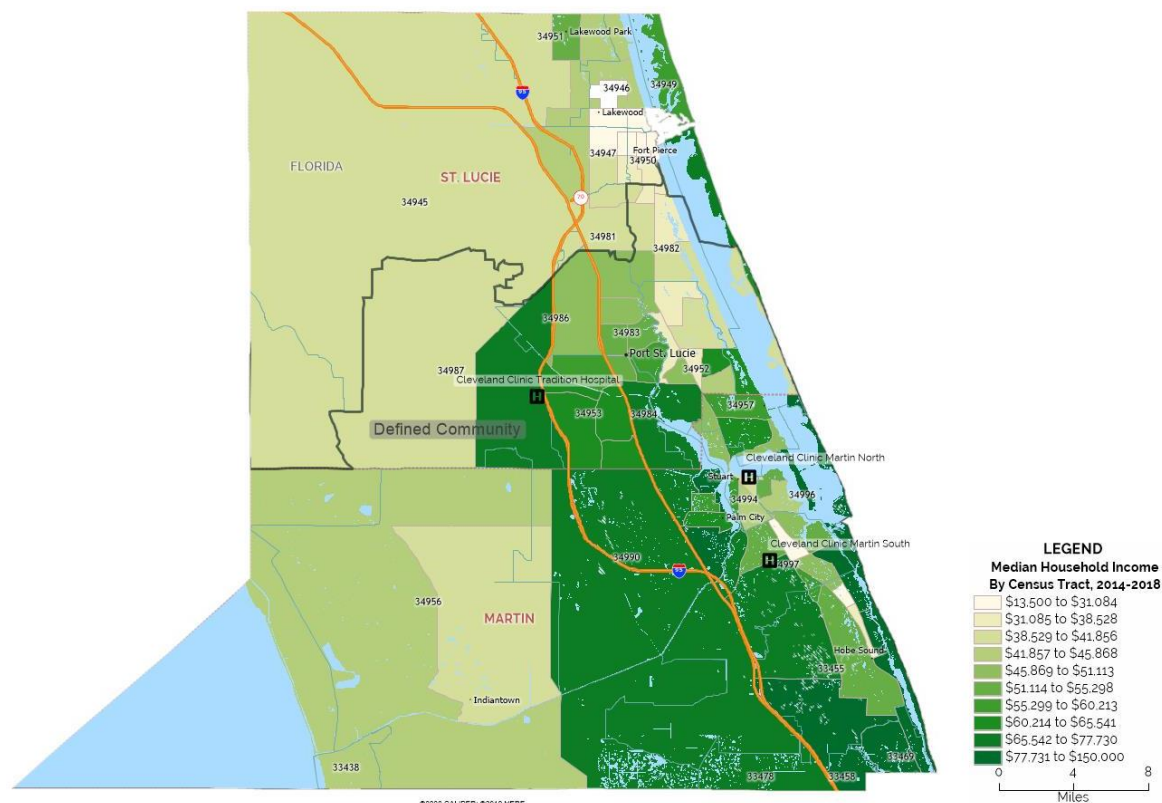 34951
Lakewood Park
95
34946
34949
Lakewood
34947
Fort Pierce
34950
FLORIDA
ST. LUCIE
70
34945
34981
34982
34986
34983
Port St. Lucie
34987
34952
Cleveland Clinic Tradition Hospital
H
34953
34984
34957
Defined Community
Cleveland Clinic Martin North
Stuart
H
34994
34996
Palm City
Cleveland Clinic Martin South
34990
H
34997
95
34956
MARTIN
Hobe Sound
33455
Indiantown
33438
33478
33458
33469
LEGEND
Median Household Income
By Census Tract, 2014-2018
$13.500 to $31.084
$31.085 to $38.528
$38.529 to $41.856
$41.857 to $45.868
$45.869 to $51.113
$51.114 to $55.298
$55.299 to $60.213
$60.214 to $65.541
$65.542 to $77.730
$77.731 to $150.000
0 4 8
Miles